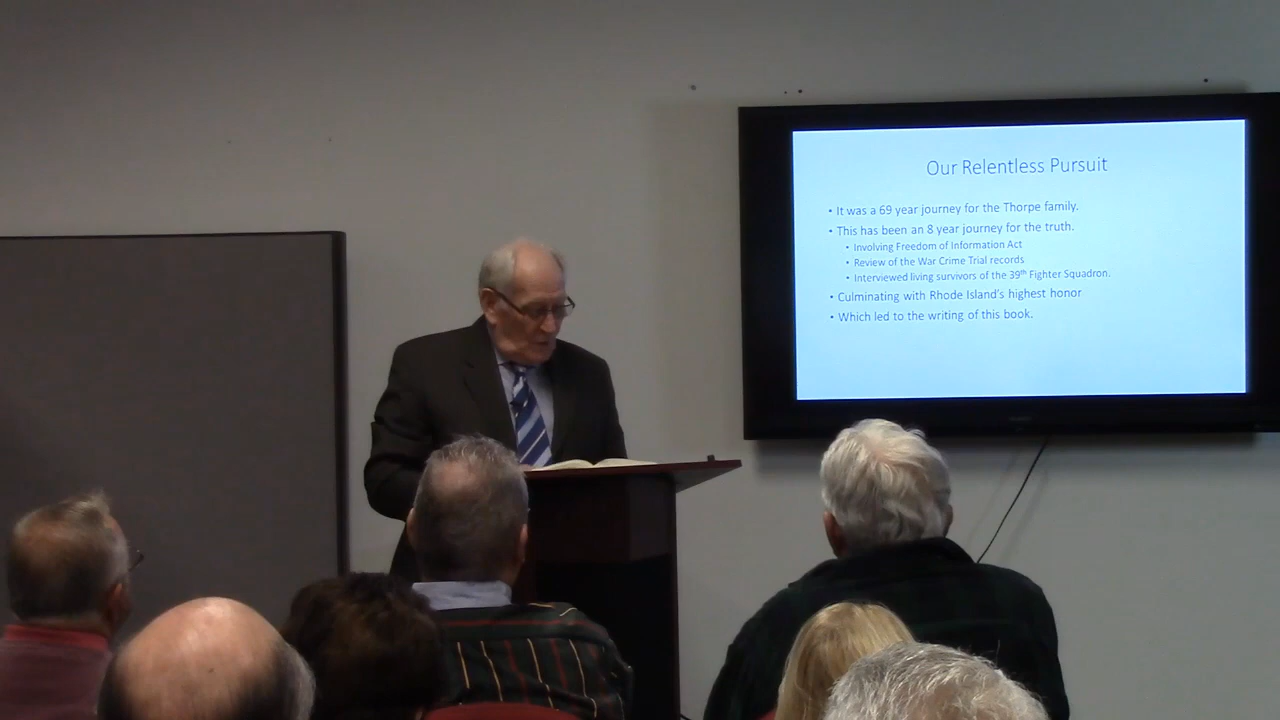 Our Relentless Pursuit
• It was a 69 year journey for the Thorpe family.
• This has been an 8 year journey for the truth.
• Involving Freedom of Information Act
• Review of the War Crime Trial records
• Interviewed living survivors of the 39th Fighter Squadron.
• Culminating with Rhode Island's highest honor
• Which led to the writing of this book.